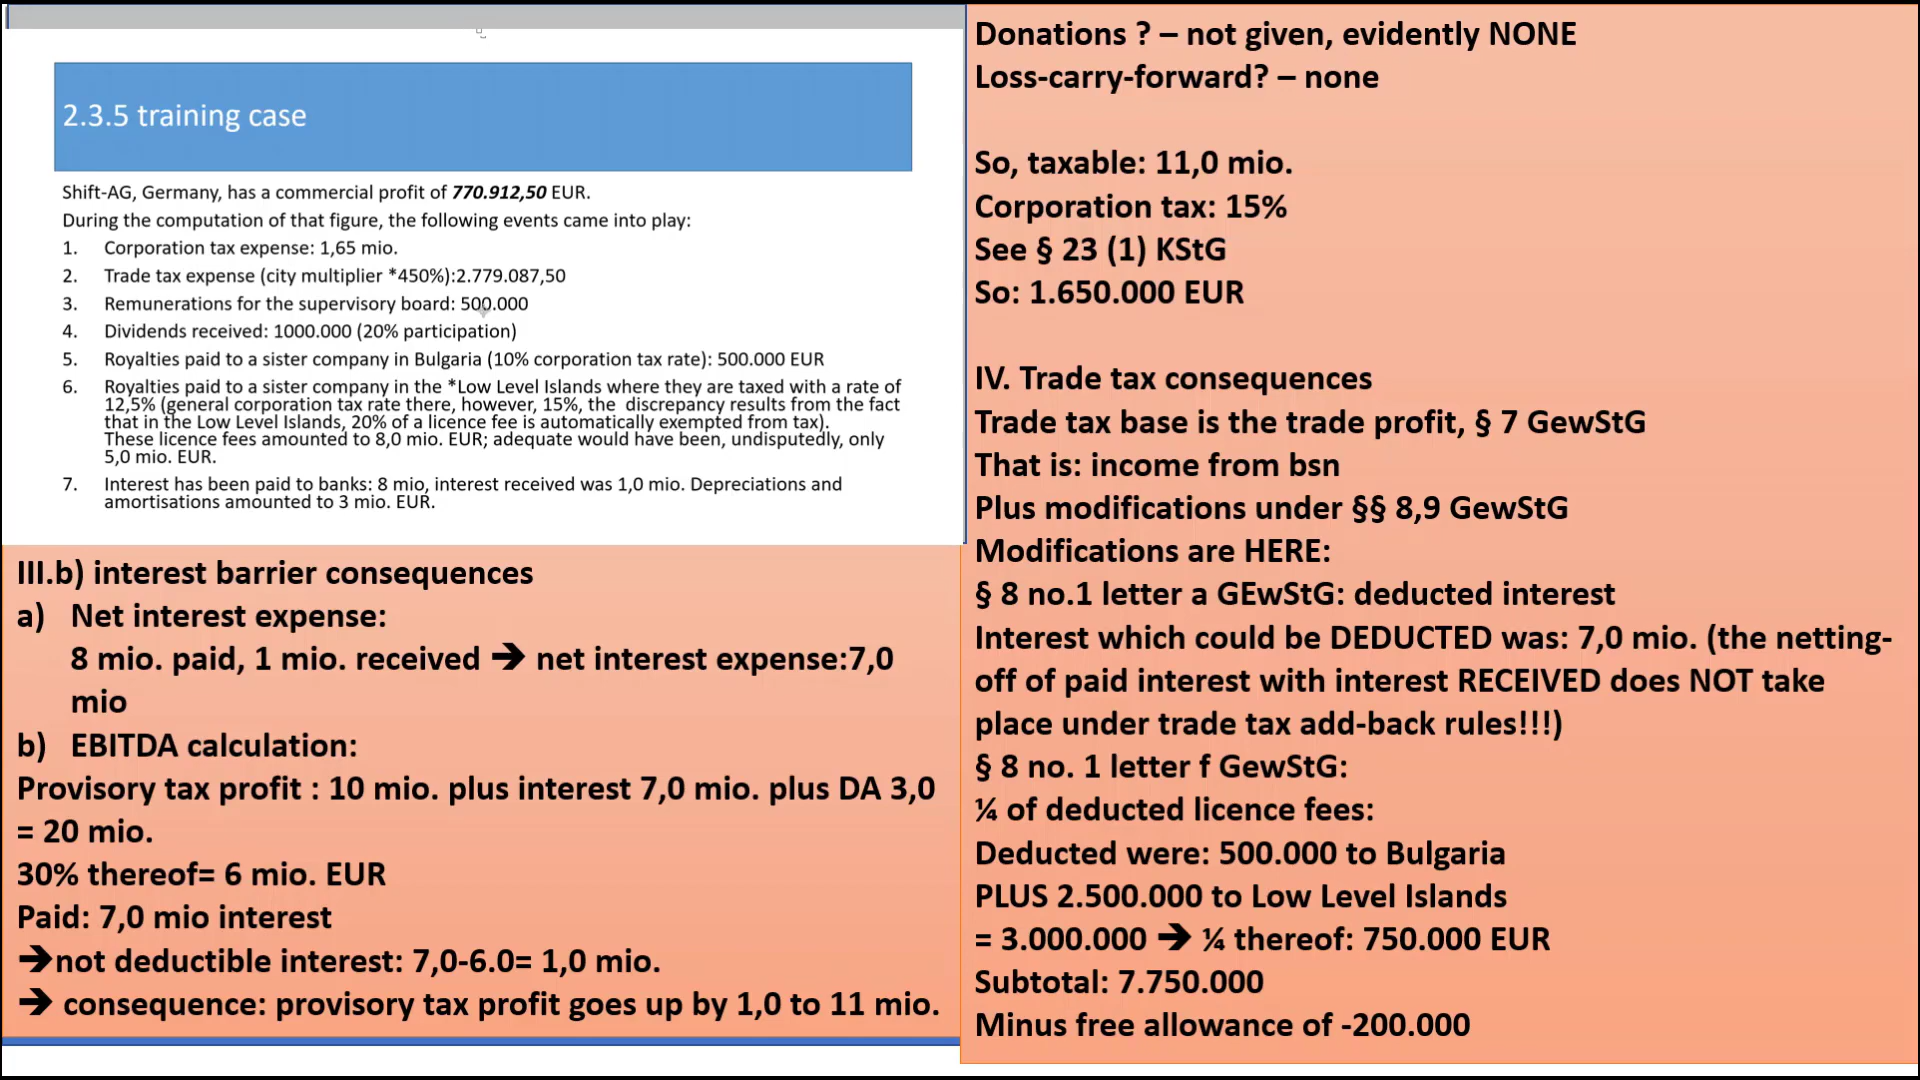 2.3.5 training case
Shift-AG, Germany, has a commercial profit of 770.912,50 EUR.
During the computation of that figure, the following events came into play:
1. Corporation tax expense: 1,65 mio.
2. Trade tax expense (city multiplier *450%):2.779.087,50
3. Remunerations for the supervisory board: 500.000
4. Dividends received: 1000.000 (20% participation)
5. Royalties paid to a sister company in Bulgaria (10% corporation tax rate): 500.000 EUR
6. Royalties paid to a sister company in the *Low Level Islands where they are taxed with a rate of
12,5% (general corporation tax rate there, however, 15%, the discrepancy results from the fact
that in the Low Level Islands, 20% of a licence fee is automatically exempted from tax).
These licence fees amounted to 8,0 mio. EUR; adequate would have been, undisputedly, only
5,0 mio. EUR.
7. Interest has been paid to banks: 8 mio, interest received was 1,0 mio. Depreciations and
amortisations amounted to 3 mio. EUR.
III.b) interest barrier consequences
a) Net interest expense:
8 mio. paid, 1 mio. received ➔ net interest expense:7,0
mio
b) EBITDA calculation:
Provisory tax profit : 10 mio. plus interest 7,0 mio. plus DA 3,0
= 20 mio.
30% thereof= 6 mio. EUR
Paid: 7,0 mio interest
➔not deductible interest: 7,0-6.0= 1,0 mio.
➔ consequence: provisory tax profit goes up by 1,0 to 11 mio.
Donations ? – not given, evidently NONE
Loss-carry-forward? – none
So, taxable: 11,0 mio.
Corporation tax: 15%
See § 23 (1) KStG
So: 1.650.000 EUR
IV. Trade tax consequences
Trade tax base is the trade profit, § 7 GewStG
That is: income from bsn
Plus modifications under §§ 8,9 GewStG
Modifications are HERE:
§ 8 no.1 letter a GEwStG: deducted interest
Interest which could be DEDUCTED was: 7,0 mio. (the netting-
off of paid interest with interest RECEIVED does NOT take
place under trade tax add-back rules!!!)
§ 8 no. 1 letter f GewStG:
¼ of deducted licence fees:
Deducted were: 500.000 to Bulgaria
PLUS 2.500.000 to Low Level Islands
= 3.000.000 ➔ ¼ thereof: 750.000 EUR
Subtotal: 7.750.000
Minus free allowance of -200.000